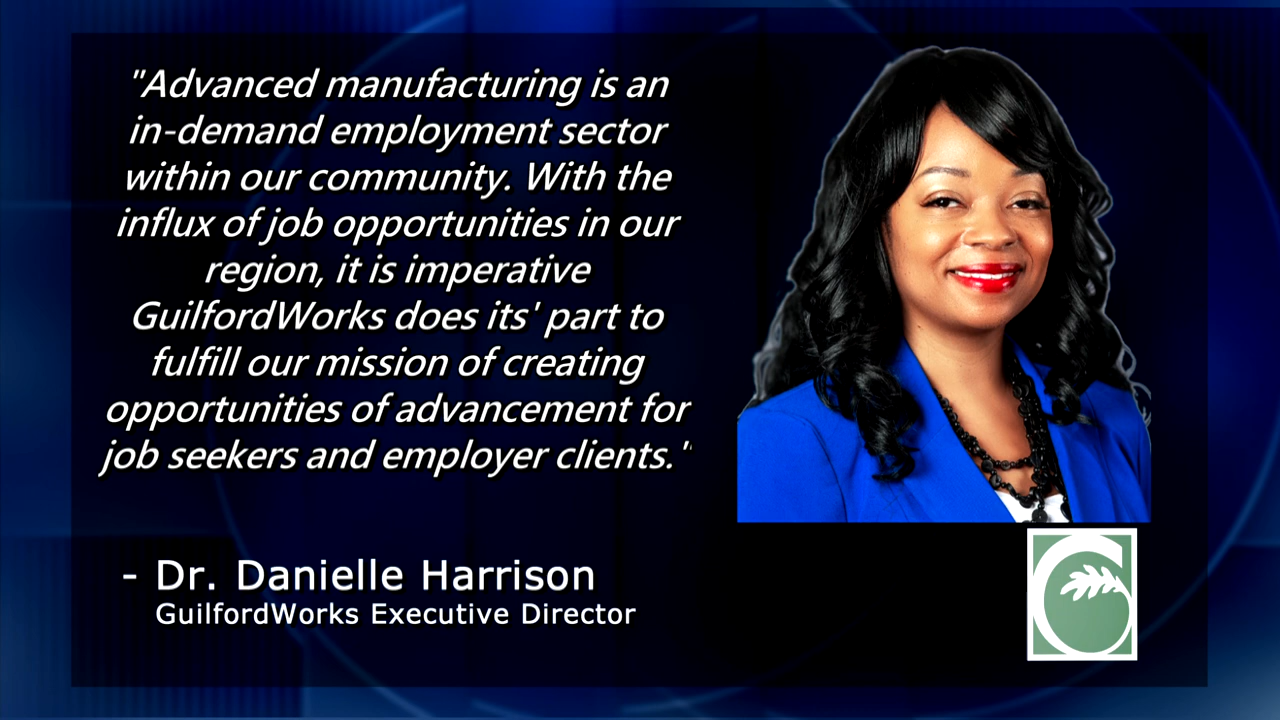 "Advanced manufacturing is an
in-demand employment sector
within our community. With the
influx of job opportunities in our
region, it is imperative
GuilfordWorks does its' part to
fulfill our mission of creating
opportunities of advancement for
job seekers and employer clients."
- Dr. Danielle Harrison
GuilfordWorks Executive Director